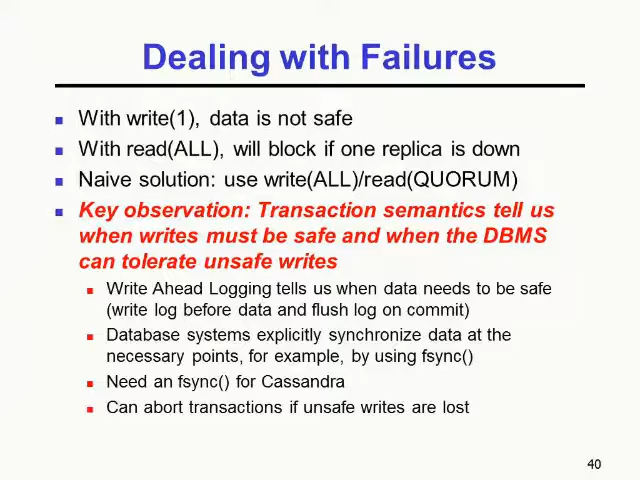 Dealing with Failures
With write(1), data is not safe
With read(ALL), will block if one replica is down
Naive solution: use write(ALL)/read(QUORUM)
Key observation: Transaction semantics tell us
when writes must be safe and when the DBMS
can tolerate unsafe writes
Write Ahead Logging tells us when data needs to be safe
(write log before data and flush log on commit)
Database systems explicitly synchronize data at the
necessary points, for example, by using fsync()
Need an fsync() for Cassandra
Can abort transactions if unsafe writes are lost
40